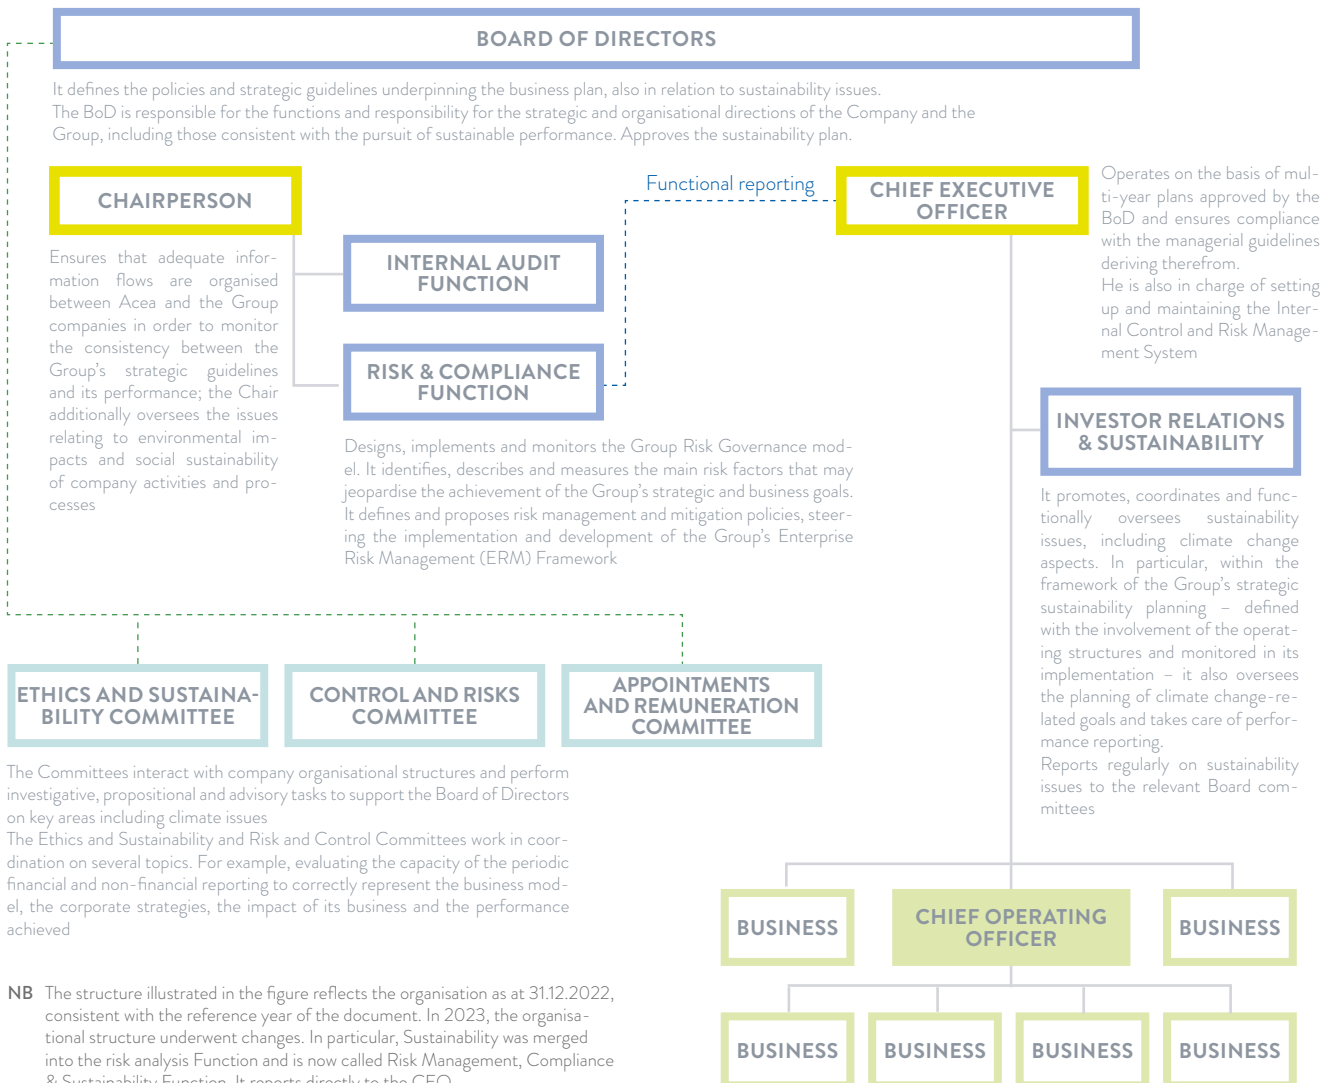 BOARD OF DIRECTORS
It defines the policies and strategic guidelines underpinning the business plan, also in relation to sustainability issues.
The BoD is responsible for the functions and responsibility for the strategic and organisational directions of the Company and the
Group, including those consistent with the pursuit of sustainable performance. Approves the sustainability plan.
CHAIRPERSON
Ensures that adequate infor-
mation flows are organised
between Acea and the Group
companies in order to monitor
the consistency between the
Group's strategic guidelines
and its performance; the Chair
additionally oversees the issues
relating to environmental im-
pacts and social sustainability
of company activities and pro-
cesses
INTERNAL AUDIT
FUNCTION
RISK & COMPLIANCE
FUNCTION
Designs, implements and monitors the Group Risk Governance mod-
el. It identifies, describes and measures the main risk factors that may
jeopardise the achievement of the Group's strategic and business goals.
It defines and proposes risk management and mitigation policies, steer-
ing the implementation and development of the Group's Enterprise
Risk Management (ERM) Framework
Functional reporting
CHIEF EXECUTIVE
OFFICER
Operates on the basis of mul-
ti-year plans approved by the
BoD and ensures compliance
with the managerial guidelines
deriving therefrom.
He is also in charge of setting
up and maintaining the Inter-
nal Control and Risk Manage-
ment System
INVESTOR RELATIONS
& SUSTAINABILITY
It promotes, coordinates and func-
tionally oversees sustainability
issues, including climate change
aspects. In particular, within the
framework of the Group's strategic
sustainability planning – defined
with the involvement of the operat-
ing structures and monitored in its
implementation – it also oversees
the planning of climate change-re-
lated goals and takes care of perfor-
mance reporting.
Reports regularly on sustainability
issues to the relevant Board com-
mittees
ETHICS AND SUSTAINA-
BILITY COMMITTEE
CONTROL AND RISKS
COMMITTEE
APPOINTMENTS
AND REMUNERATION
COMMITTEE
The Committees interact with company organisational structures and perform
investigative, propositional and advisory tasks to support the Board of Directors
on key areas including climate issues
The Ethics and Sustainability and Risk and Control Committees work in coor-
dination on several topics. For example, evaluating the capacity of the periodic
financial and non-financial reporting to correctly represent the business mod-
el, the corporate strategies, the impact of its business and the performance
achieved
BUSINESS
CHIEF OPERATING
OFFICER
BUSINESS
BUSINESS
BUSINESS
BUSINESS
BUSINESS
NB The structure illustrated in the figure reflects the organisation as at 31.12.2022,
consistent with the reference year of the document. In 2023, the organisa-
tional structure underwent changes. In particular, Sustainability was merged
into the risk analysis Function and is now called Risk Management, Compliance
& Sustainability Function. It reports directly to the CEO